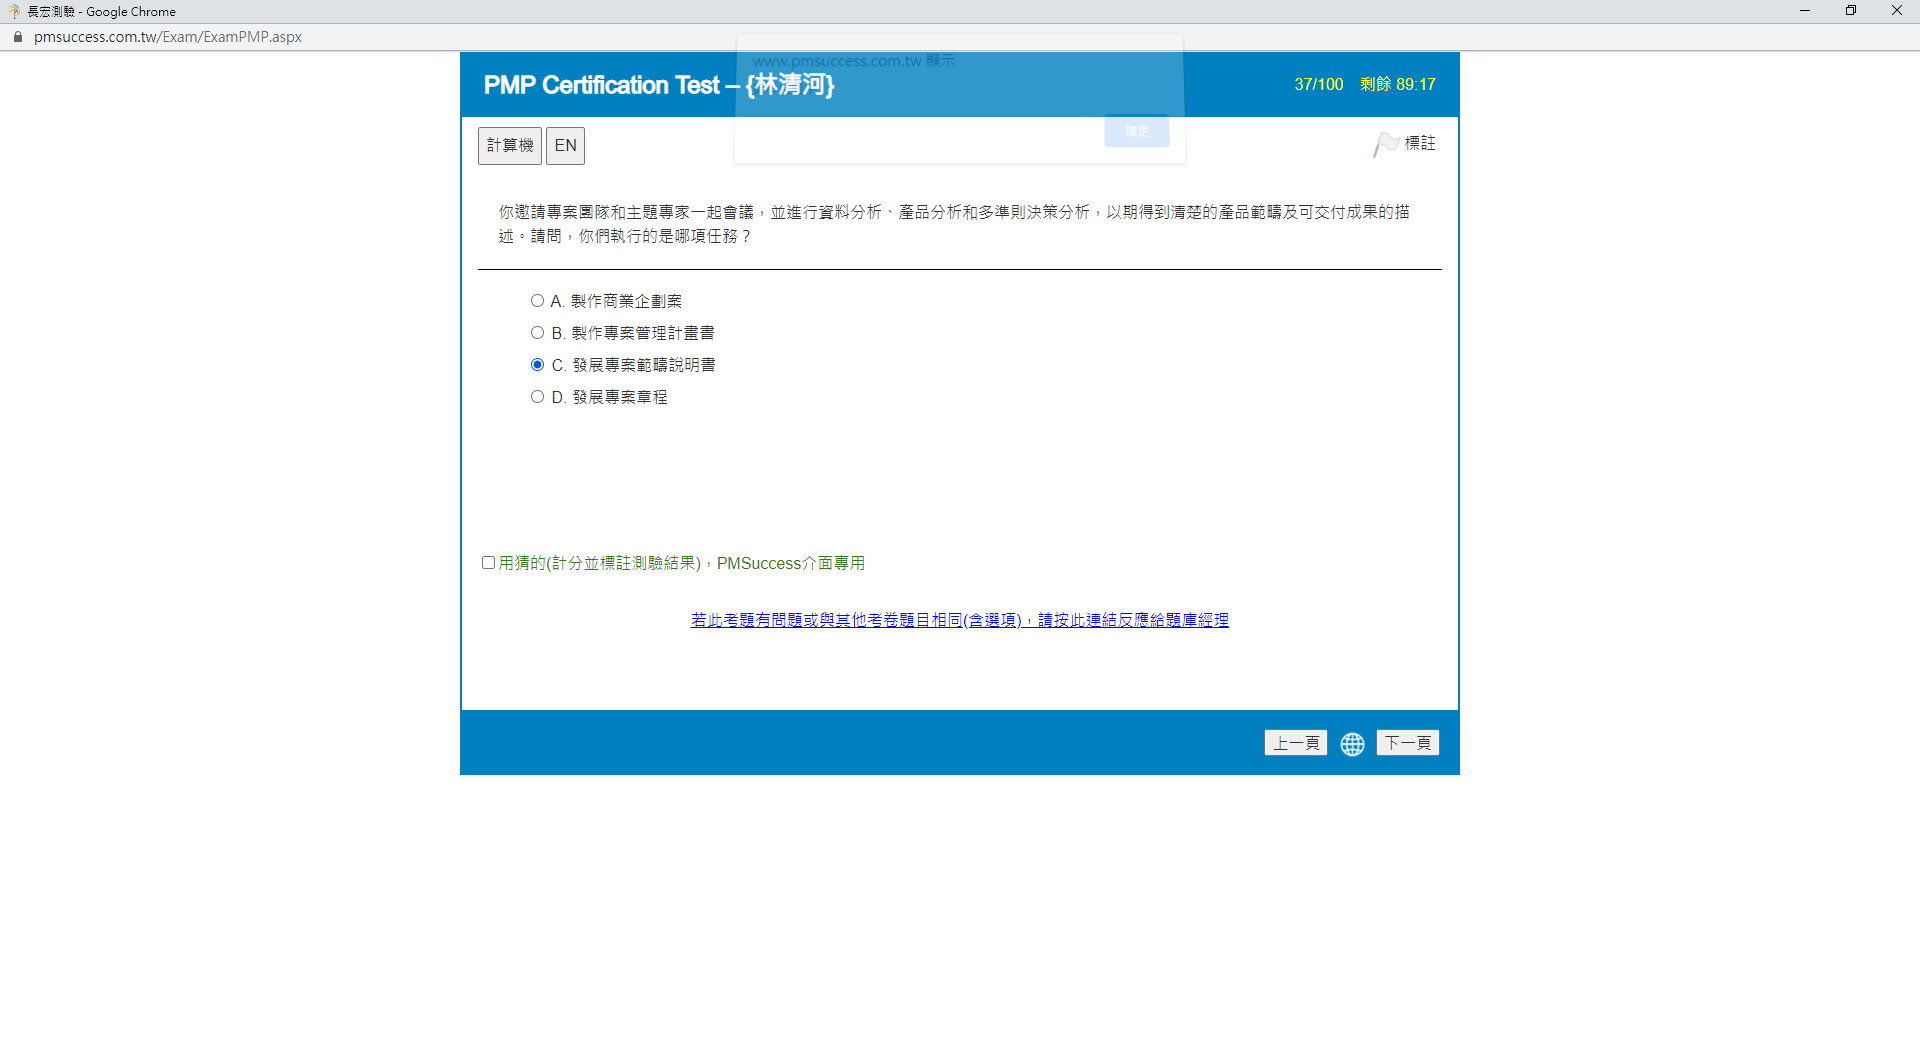 長宏測驗 - Google Chrome
pmsuccess.com.tw/Exam/ExamPMP.aspx
www.pmsuccess.com.tw 顯示
PMP Certification Test – {林清河}
37/100 剩餘 89:17
確定
計算機 EN
標註
你邀請專案團隊和主題專家一起會議，並進行資料分析、產品分析和多準則決策分析，以期得到清楚的產品範疇及可交付成果的描
述。請問，你們執行的是哪項任務？
A. 製作商業企劃案
B. 製作專案管理計畫書
C. 發展專案範疇說明書
D. 發展專案章程
用猜的(計分並標註測驗結果)，PMSuccess介面專用
若此考題有問題或與其他考卷題目相同(含選項)，請按此連結反應給題庫經理
上一頁 下一頁